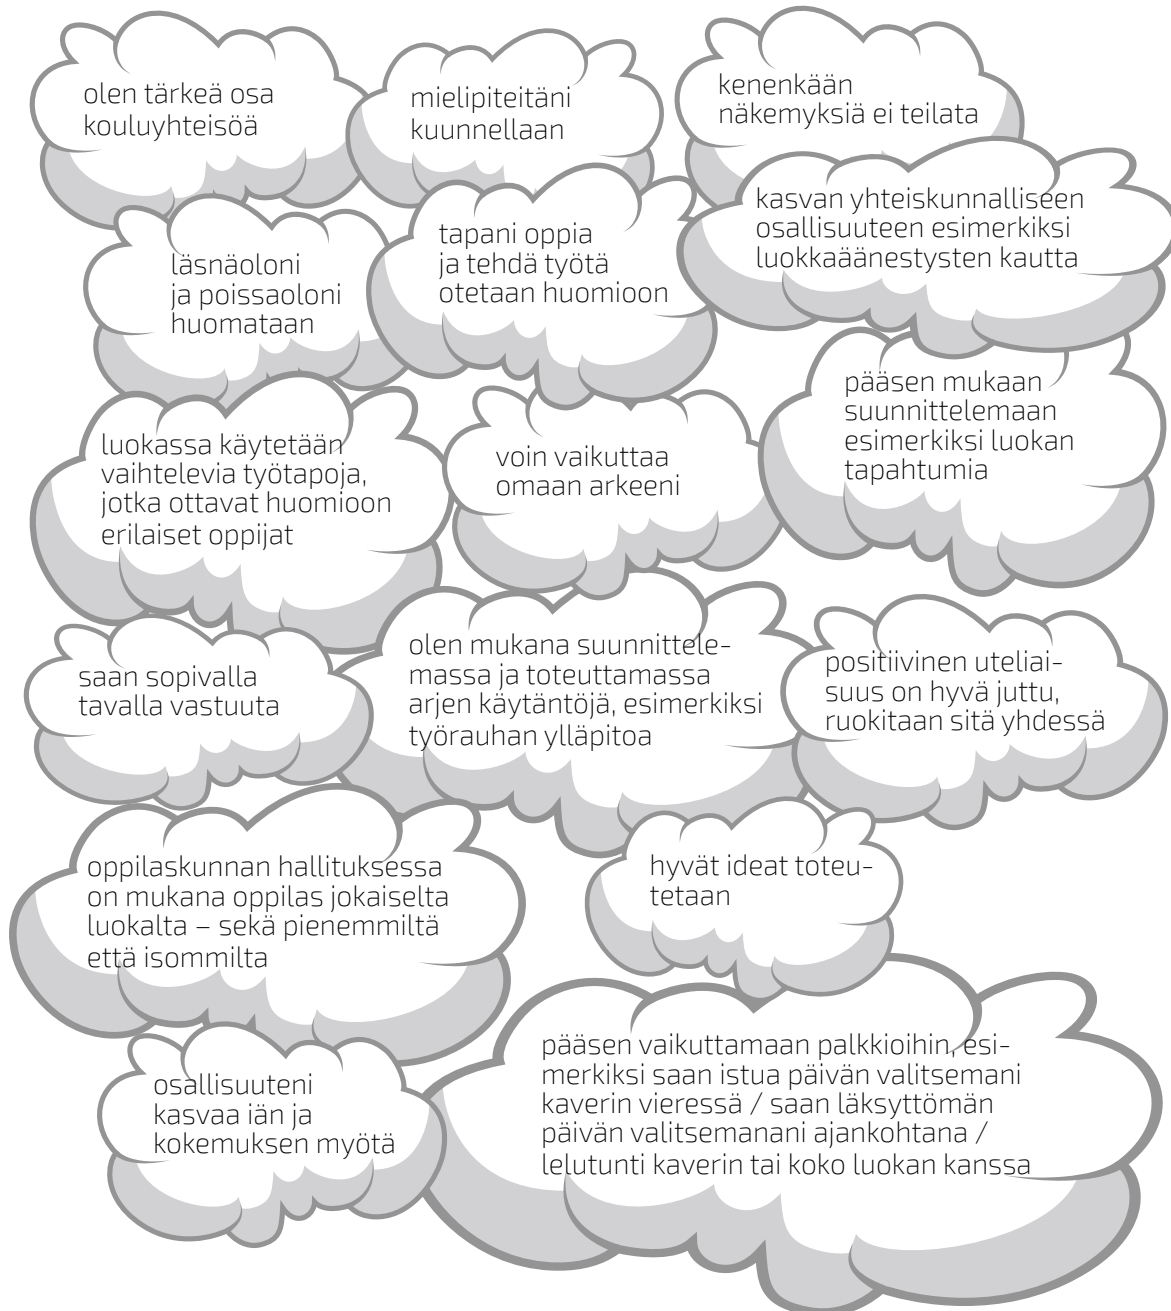 olen tärkeä osa
kouluyhteisöä
mielipiteitäni
kuunnellaan
kenenkään
näkemyksiä ei teilata
läsnäoloni
ja poissaoloni
huomataan
tapani oppia
ja tehdä työtä
otetaan huomioon
kasvan yhteiskunnalliseen
osallisuuteen esimerkiksi
luokkaäänestysten kautta
luokassa käytetään
vaihtelevia työtapoja,
jotka ottavat huomioon
erilaiset oppijat
voin vaikuttaa
omaan arkeeni
pääsen mukaan
suunnittelemaan
esimerkiksi luokan
tapahtumia
saan sopivalla
tavalla vastuuta
olen mukana suunnittele-
massa ja toteuttamassa
arjen käytäntöjä, esimerkiksi
työrauhan ylläpitoa
positiivinen uteliai-
suus on hyvä juttu,
ruokitaan sitä yhdessä
oppilaskunnan hallituksessa
on mukana oppilas jokaiselta
luokalta – sekä pienemmiltä
että isommilta
hyvät ideat toteu-
tetaan
osallisuuteni
kasvaa iän ja
kokemuksen myötä
pääsen vaikuttamaan palkkioihin, esi-
merkiksi saan istua päivän valitsemani
kaverin vieressä / saan läksyttömän
päivän valitsemanani ajankohtana /
lelutunti kaverin tai koko luokan kanssa